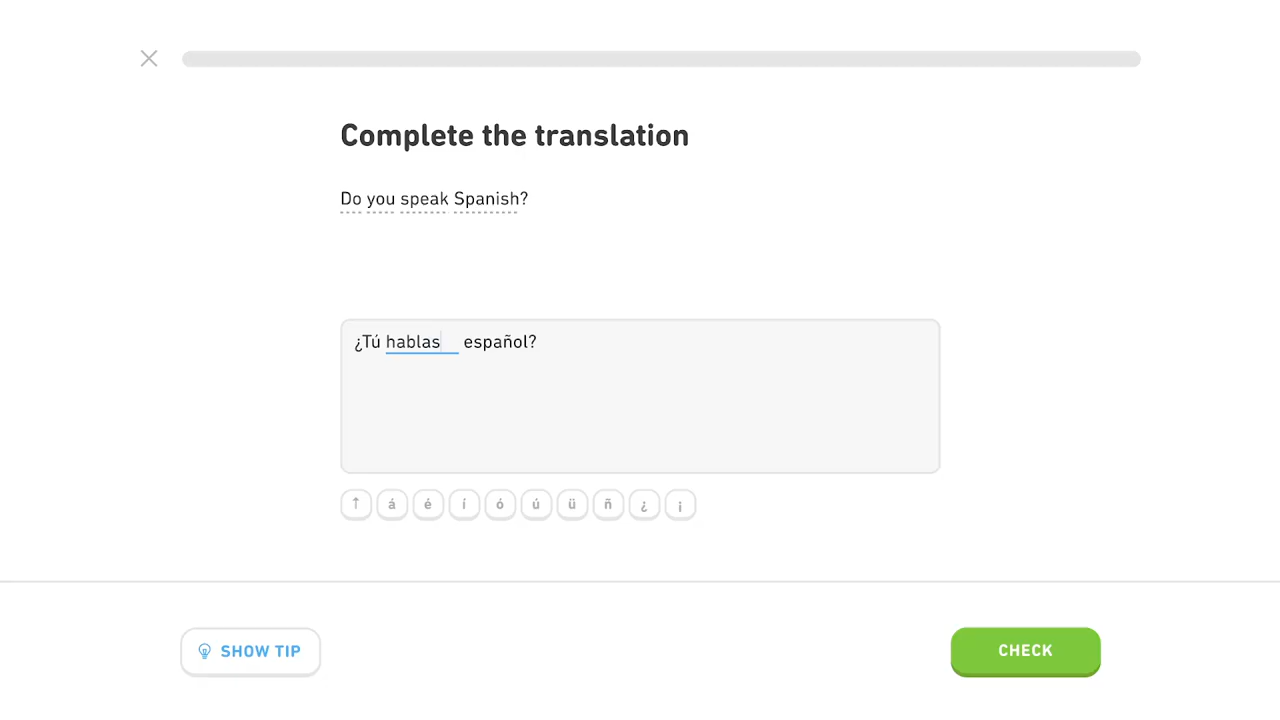 Complete the translation
Do you speak Spanish?
¿Tú hablas español?
↑ á é í ó ú ü ñ ¿ ¡
SHOW TIP
CHECK